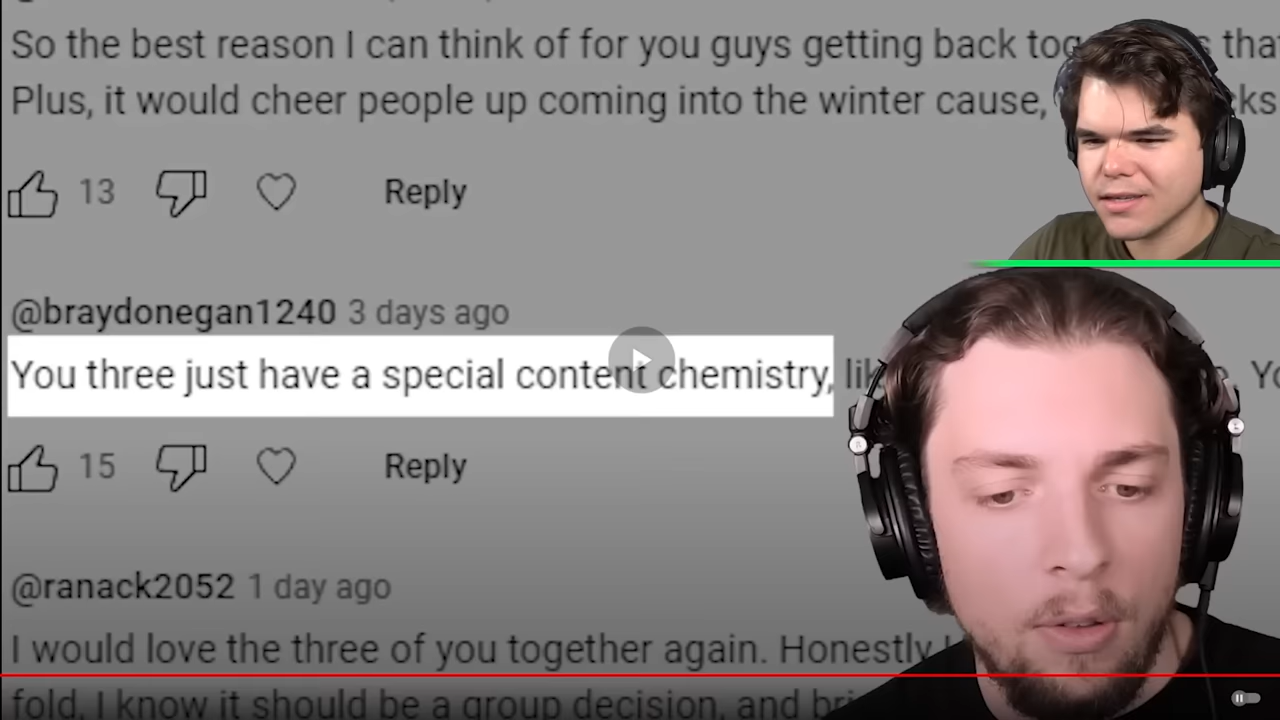 So the best reason I can think of for you guys getting back
Plus, it would cheer people up coming into the winter cause,
13 Reply
@braydonegan1240 3 days ago
You three just have a special content chemistry,
15 Reply
@ranack2052 1 day ago
I would love the three of you together again. Honestly
fold. I know it should be a group decision, and